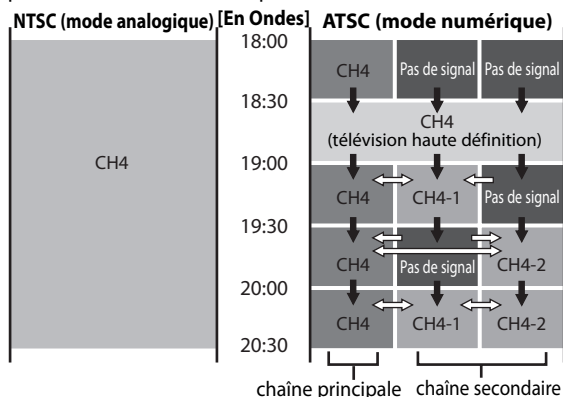 NTSC (mode analogique) [En Ondes] ATSC (mode numérique)
18:00
CH4 Pas de signal Pas de signal
18:30
CH4
(télévision haute définition)
CH4
19:00
CH4 CH4-1 Pas de signal
19:30
CH4 Pas de signal CH4-2
20:00
CH4 CH4-1 CH4-2
20:30
chaîne principale chaîne secondaire